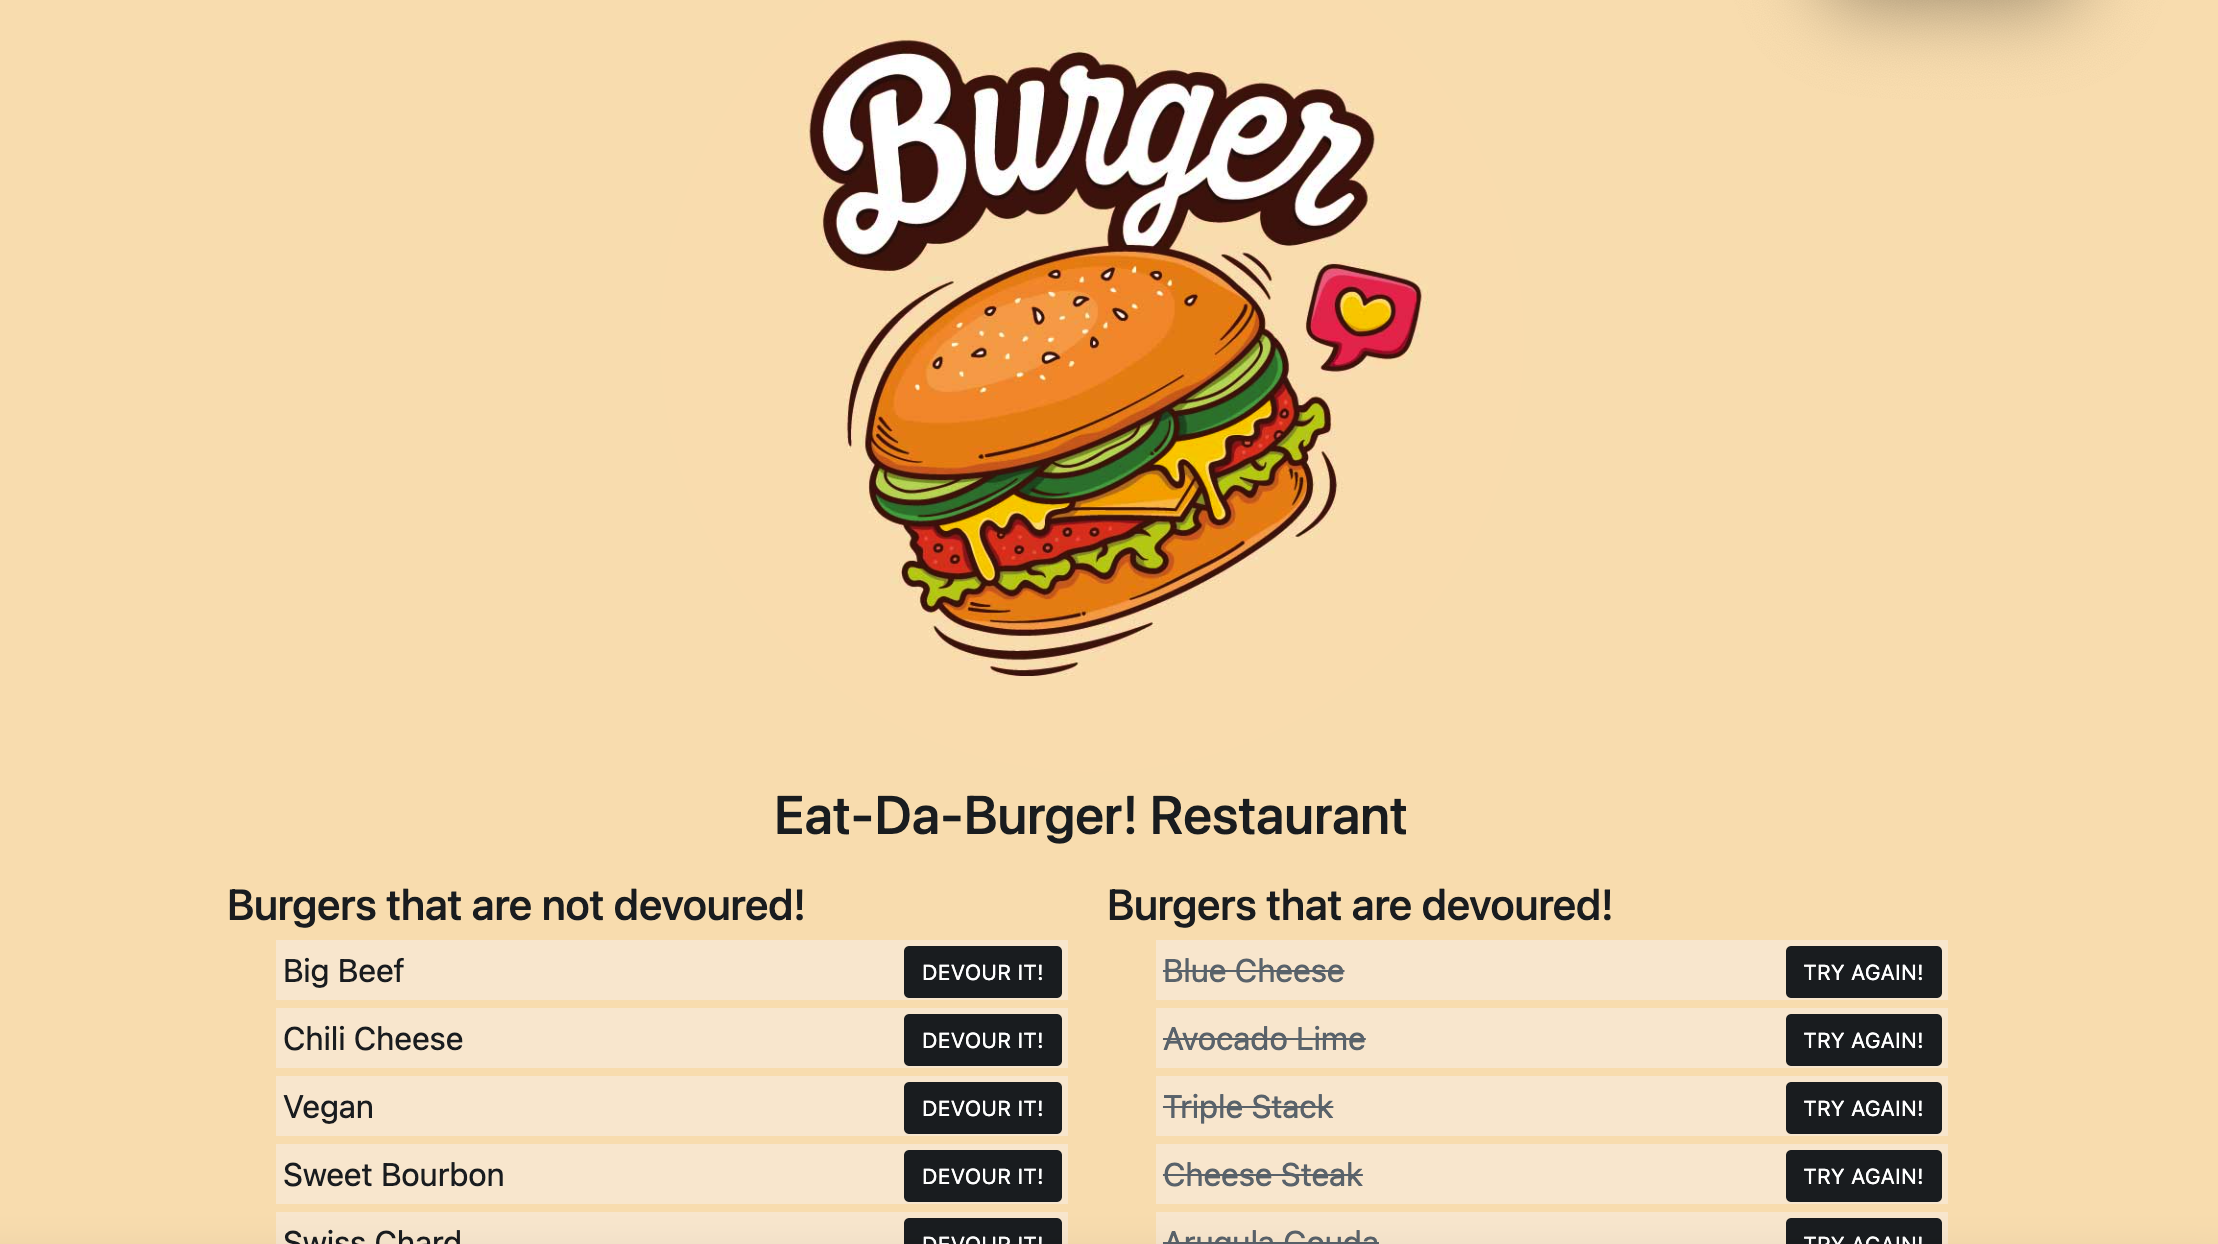 Burger
Eat-Da-Burger! Restaurant
Burgers that are not devoured!
Big Beef DEVOUR IT!
Chili Cheese DEVOUR IT!
Vegan DEVOUR IT!
Sweet Bourbon DEVOUR IT!
Swiss Chard DEVOUR IT!
Burgers that are devoured!
Blue Cheese TRY AGAIN!
Avocado Lime TRY AGAIN!
Triple Stack TRY AGAIN!
Cheese Steak TRY AGAIN!
Arugula Gouda TRY AGAIN!